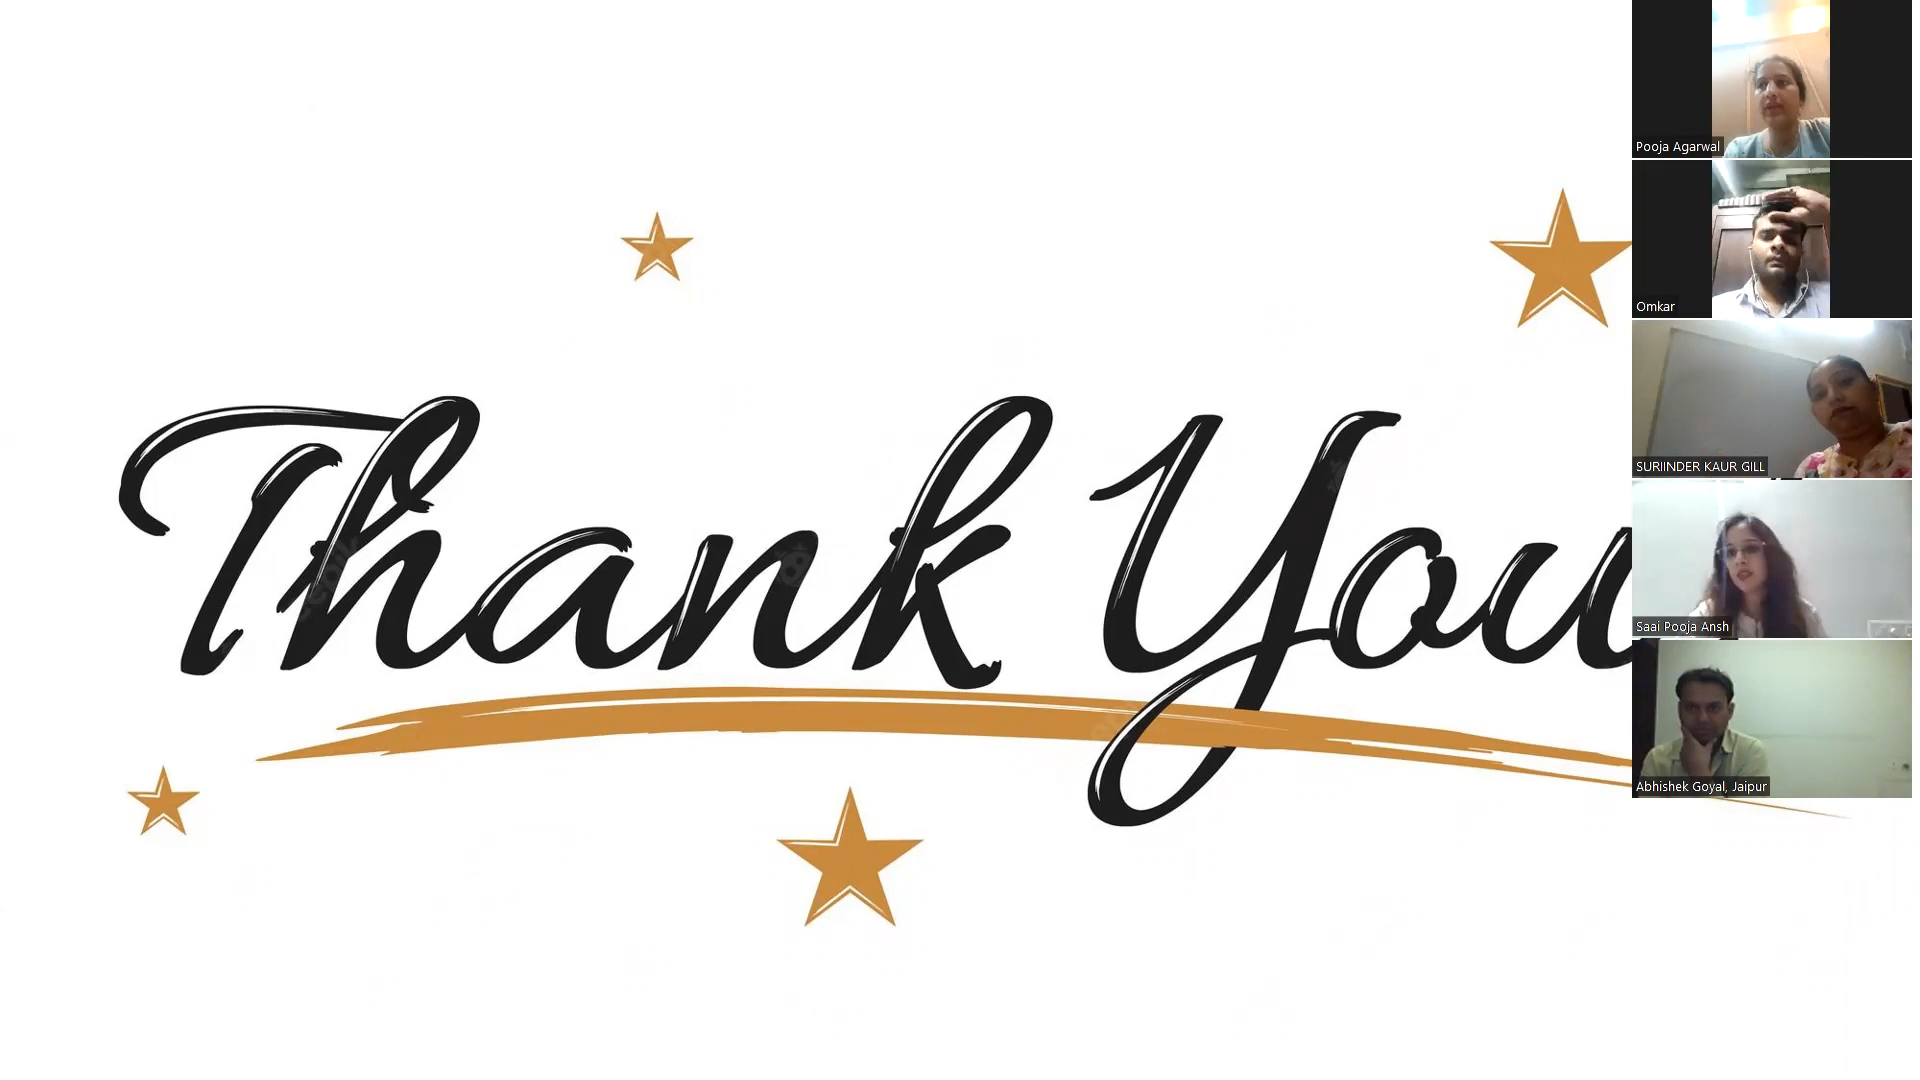 Thank You
Pooja Agarwal
Omkar
SURIINDER KAUR GILL
Saai Pooja Ansh
Abhishek Goyal, Jaipur